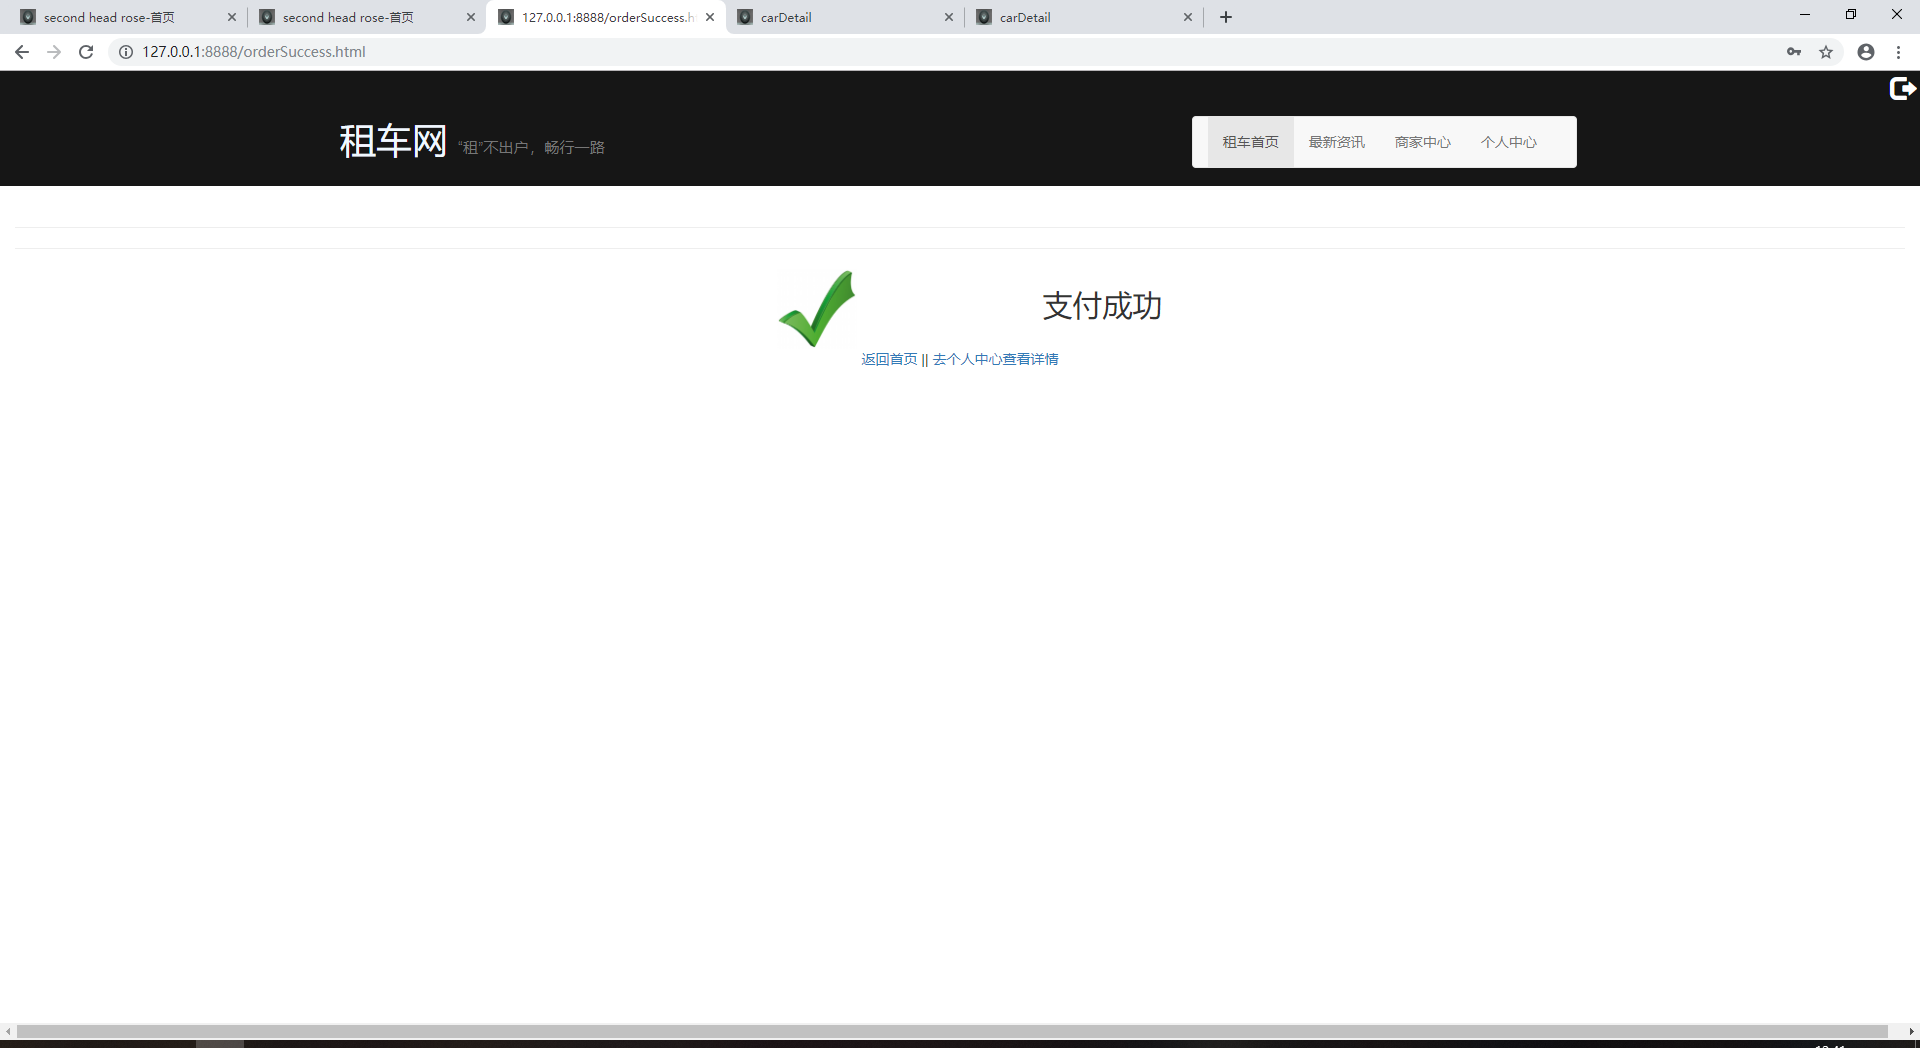 second head rose-首页
second head rose-首页
127.0.0.1:8888/orderSuccess.h
carDetail
carDetail
127.0.0.1:8888/orderSuccess.html
租车网 “租”不出户，畅行一路
租车首页 最新资讯 商家中心 个人中心
支付成功
返回首页 || 去个人中心查看详情